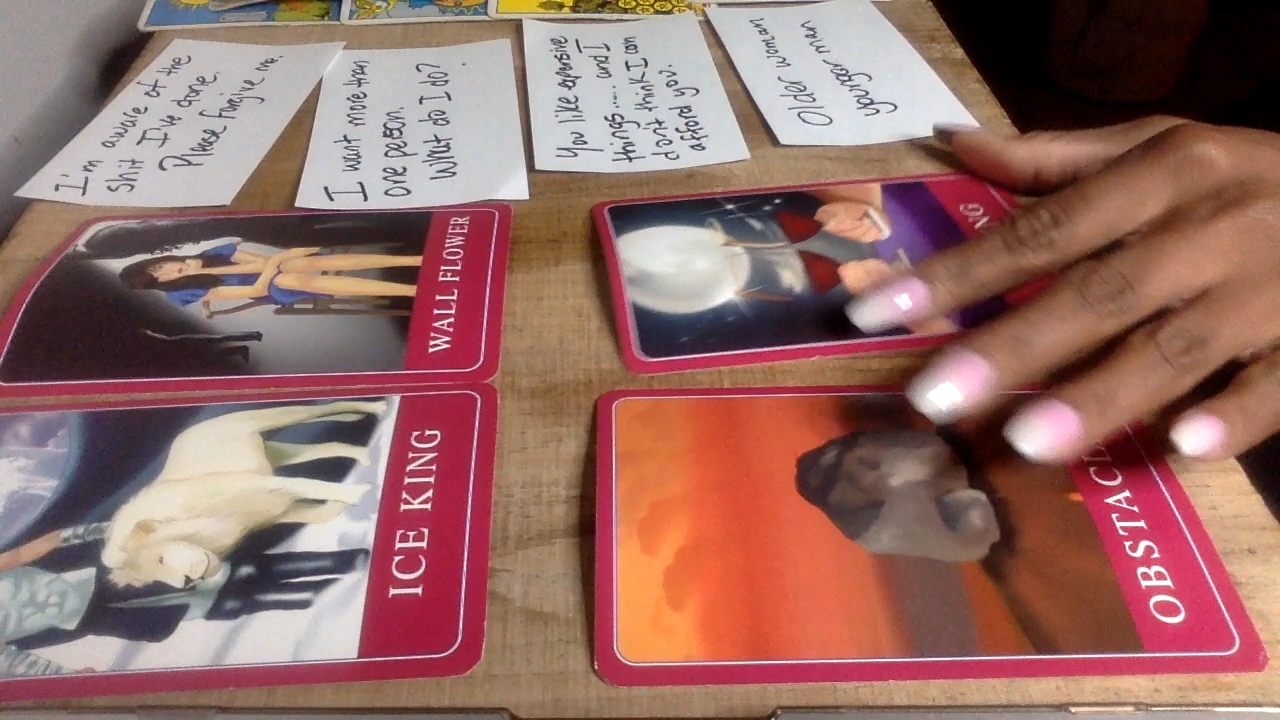 I'm aware of the
shit I've done.
Please forgive me.
I want more than
one person.
What do I do?
You like expensive
things..... and I
don't think I can
afford you.
Older woman
younger man
WALL FLOWER
NG
ICE KING
OBSTACL